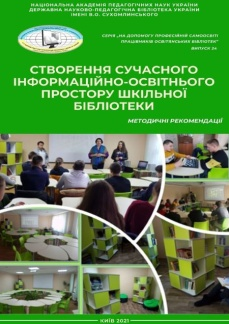 НАЦІОНАЛЬНА АКАДЕМІЯ ПЕДАГОГІЧНИХ НАУК УКРАЇНИ
ДЕРЖАВНА НАУКОВО-ПЕДАГОГІЧНА БІБЛІОТЕКА УКРАЇНИ
ІМЕНІ В.О. СУХОМЛИНСЬКОГО
СЕРІЯ „НА ДОПОМОГУ ПРОФЕСІЙНІЙ САМООСВІТІ
ПРАЦІВНИКІВ ОСВІТЯНСЬКИХ БІБЛІОТЕК"
ВИПУСК 24
СТВОРЕННЯ СУЧАСНОГО
ІНФОРМАЦІЙНО-ОСВІТНЬОГО
ПРОСТОРУ ШКІЛЬНОЇ
БІБЛІОТЕКИ
МЕТОДИЧНІ РЕКОМЕНДАЦІЇ
КИЇВ 2021